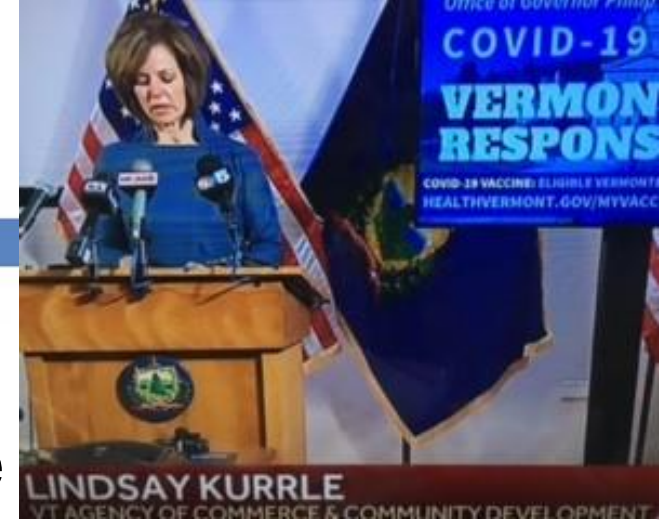 Office of Governor Philip
COVID-19
VERMON
RESPONS
COVID-19 VACCINE: ELIGIBLE VERMONTE
HEALTHVERMONT.GOV/MYVACC
e
LINDSAY KURRLE
VT AGENCY OF COMMERCE & COMMUNITY DEVELOPMENT